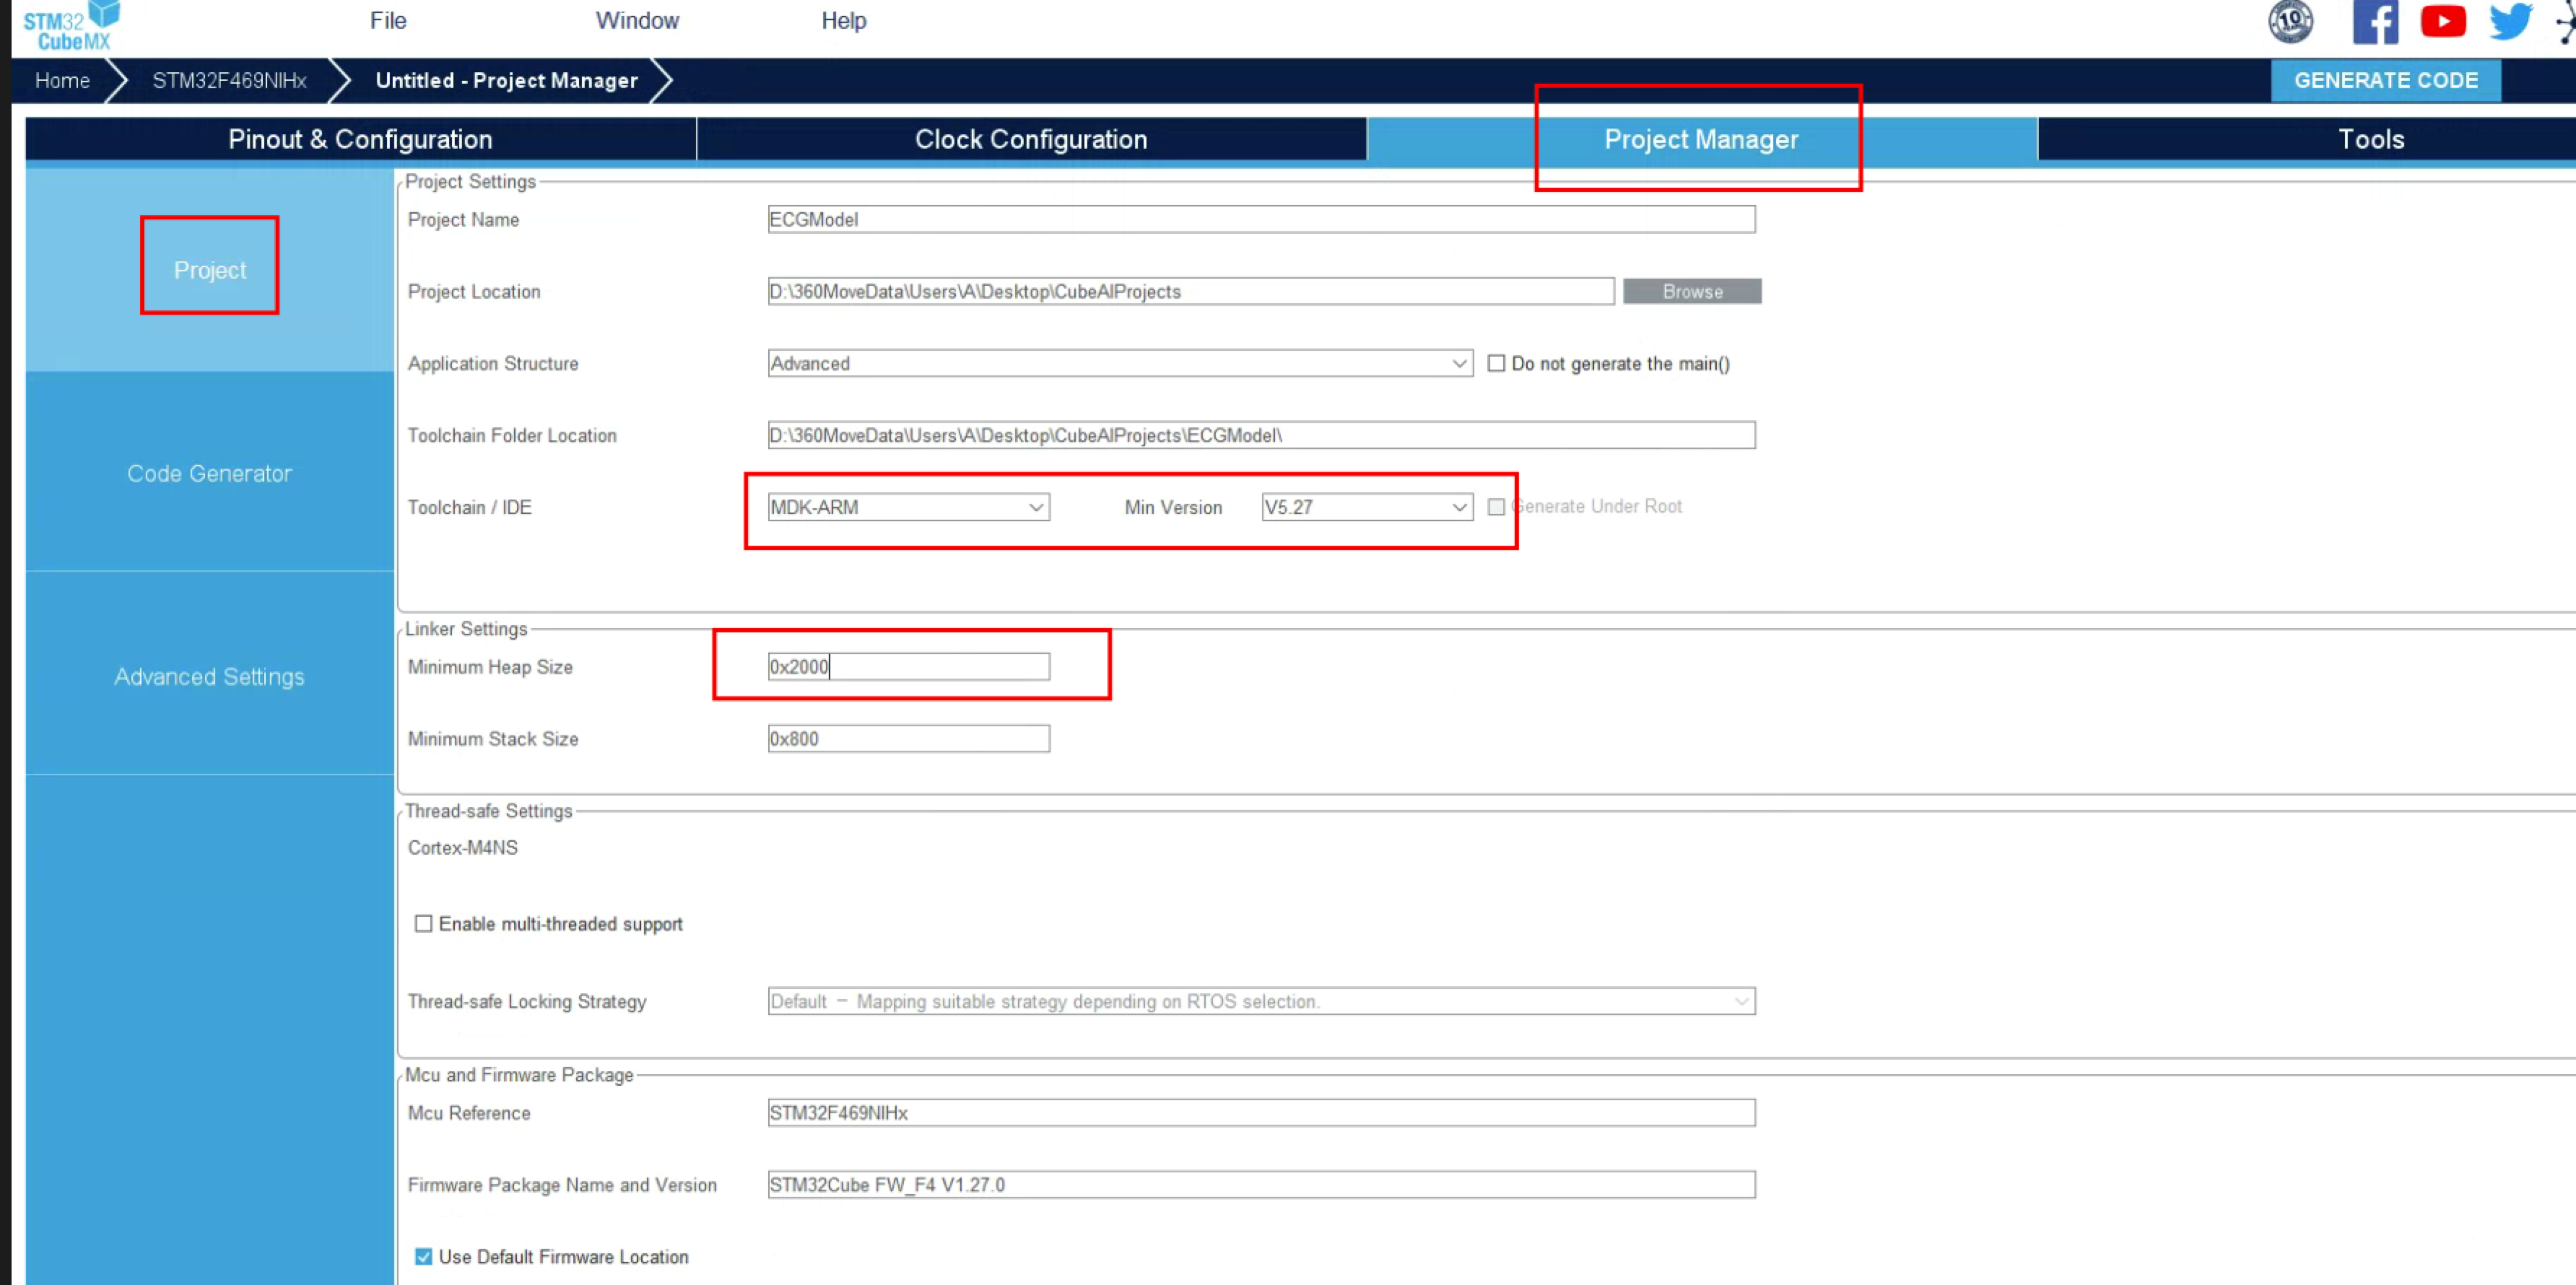 STM32
CubeMX
File
Window
Help
10
Home
STM32F469NIHx
Untitled - Project Manager
GENERATE CODE
Pinout & Configuration
Clock Configuration
Project Manager
Tools
Project
Code Generator
Advanced Settings
Project Settings
Project Name
ECGModel
Project Location
D:\360MoveData\Users\A\Desktop\CubeAIProjects
Browse
Application Structure
Advanced
Do not generate the main()
Toolchain Folder Location
D:\360MoveData\Users\A\Desktop\CubeAIProjects\ECGModel\
Toolchain / IDE
MDK-ARM
Min Version
V5.27
Generate Under Root
Linker Settings
Minimum Heap Size
0x2000
Minimum Stack Size
0x800
Thread-safe Settings
Cortex-M4NS
Enable multi-threaded support
Thread-safe Locking Strategy
Default - Mapping suitable strategy depending on RTOS selection.
Mcu and Firmware Package
Mcu Reference
STM32F469NIHx
Firmware Package Name and Version
STM32Cube FW_F4 V1.27.0
Use Default Firmware Location